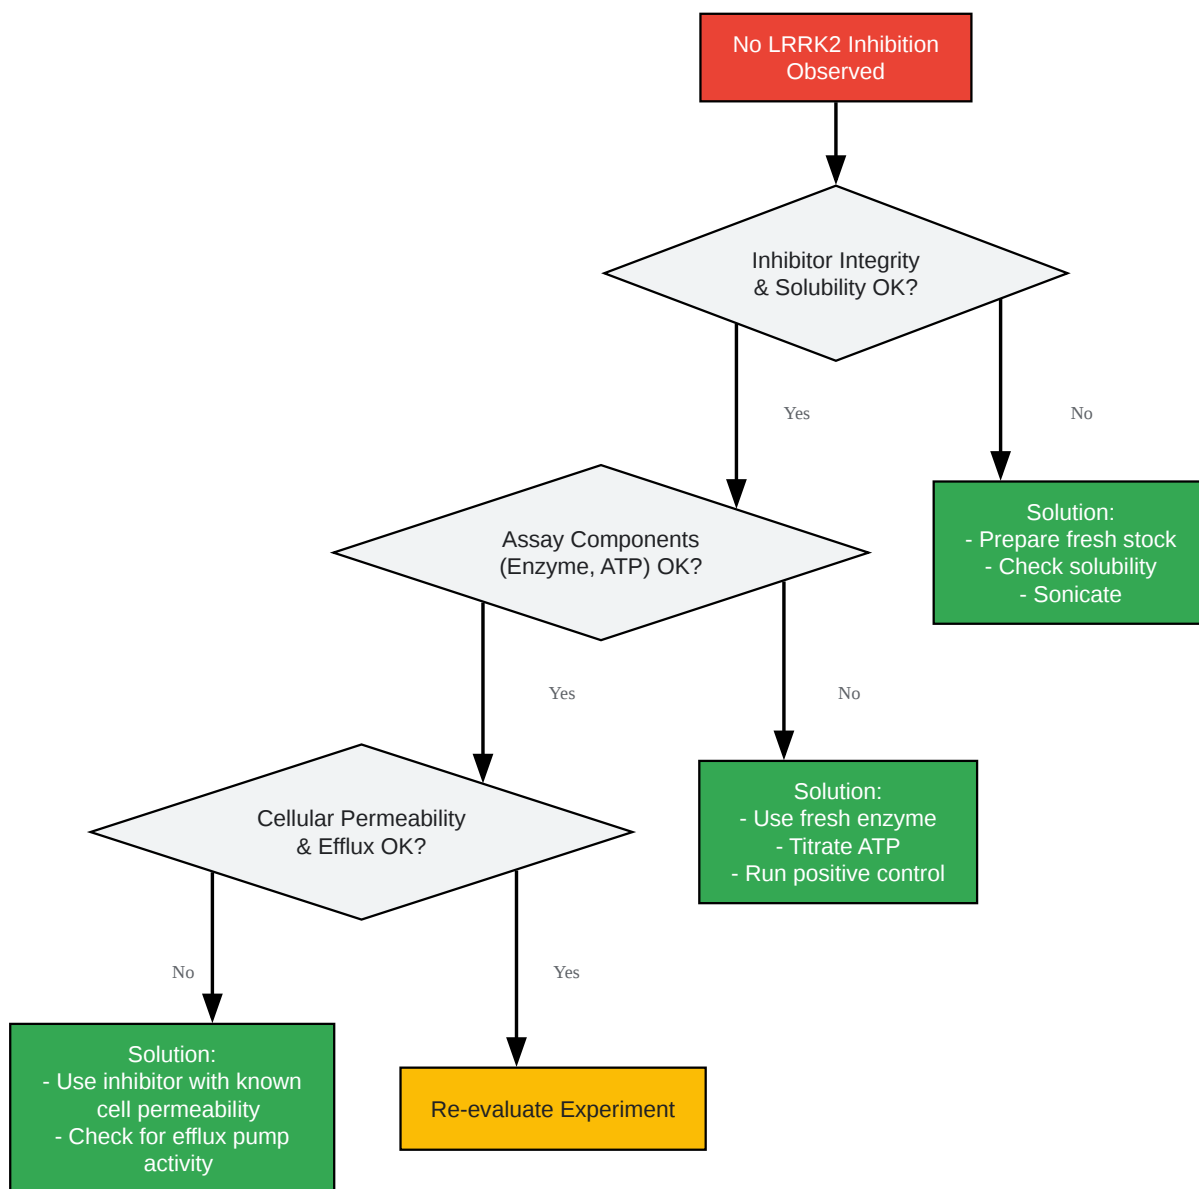 No LRRK2 Inhibition
Observed
Inhibitor Integrity
& Solubility OK?
Yes
No
Assay Components
(Enzyme, ATP) OK?
Solution:
- Prepare fresh stock
- Check solubility
- Sonicate
Yes
No
Cellular Permeability
& Efflux OK?
Solution:
- Use fresh enzyme
- Titrate ATP
- Run positive control
No
Yes
Solution:
- Use inhibitor with known
cell permeability
- Check for efflux pump
activity
Re-evaluate Experiment